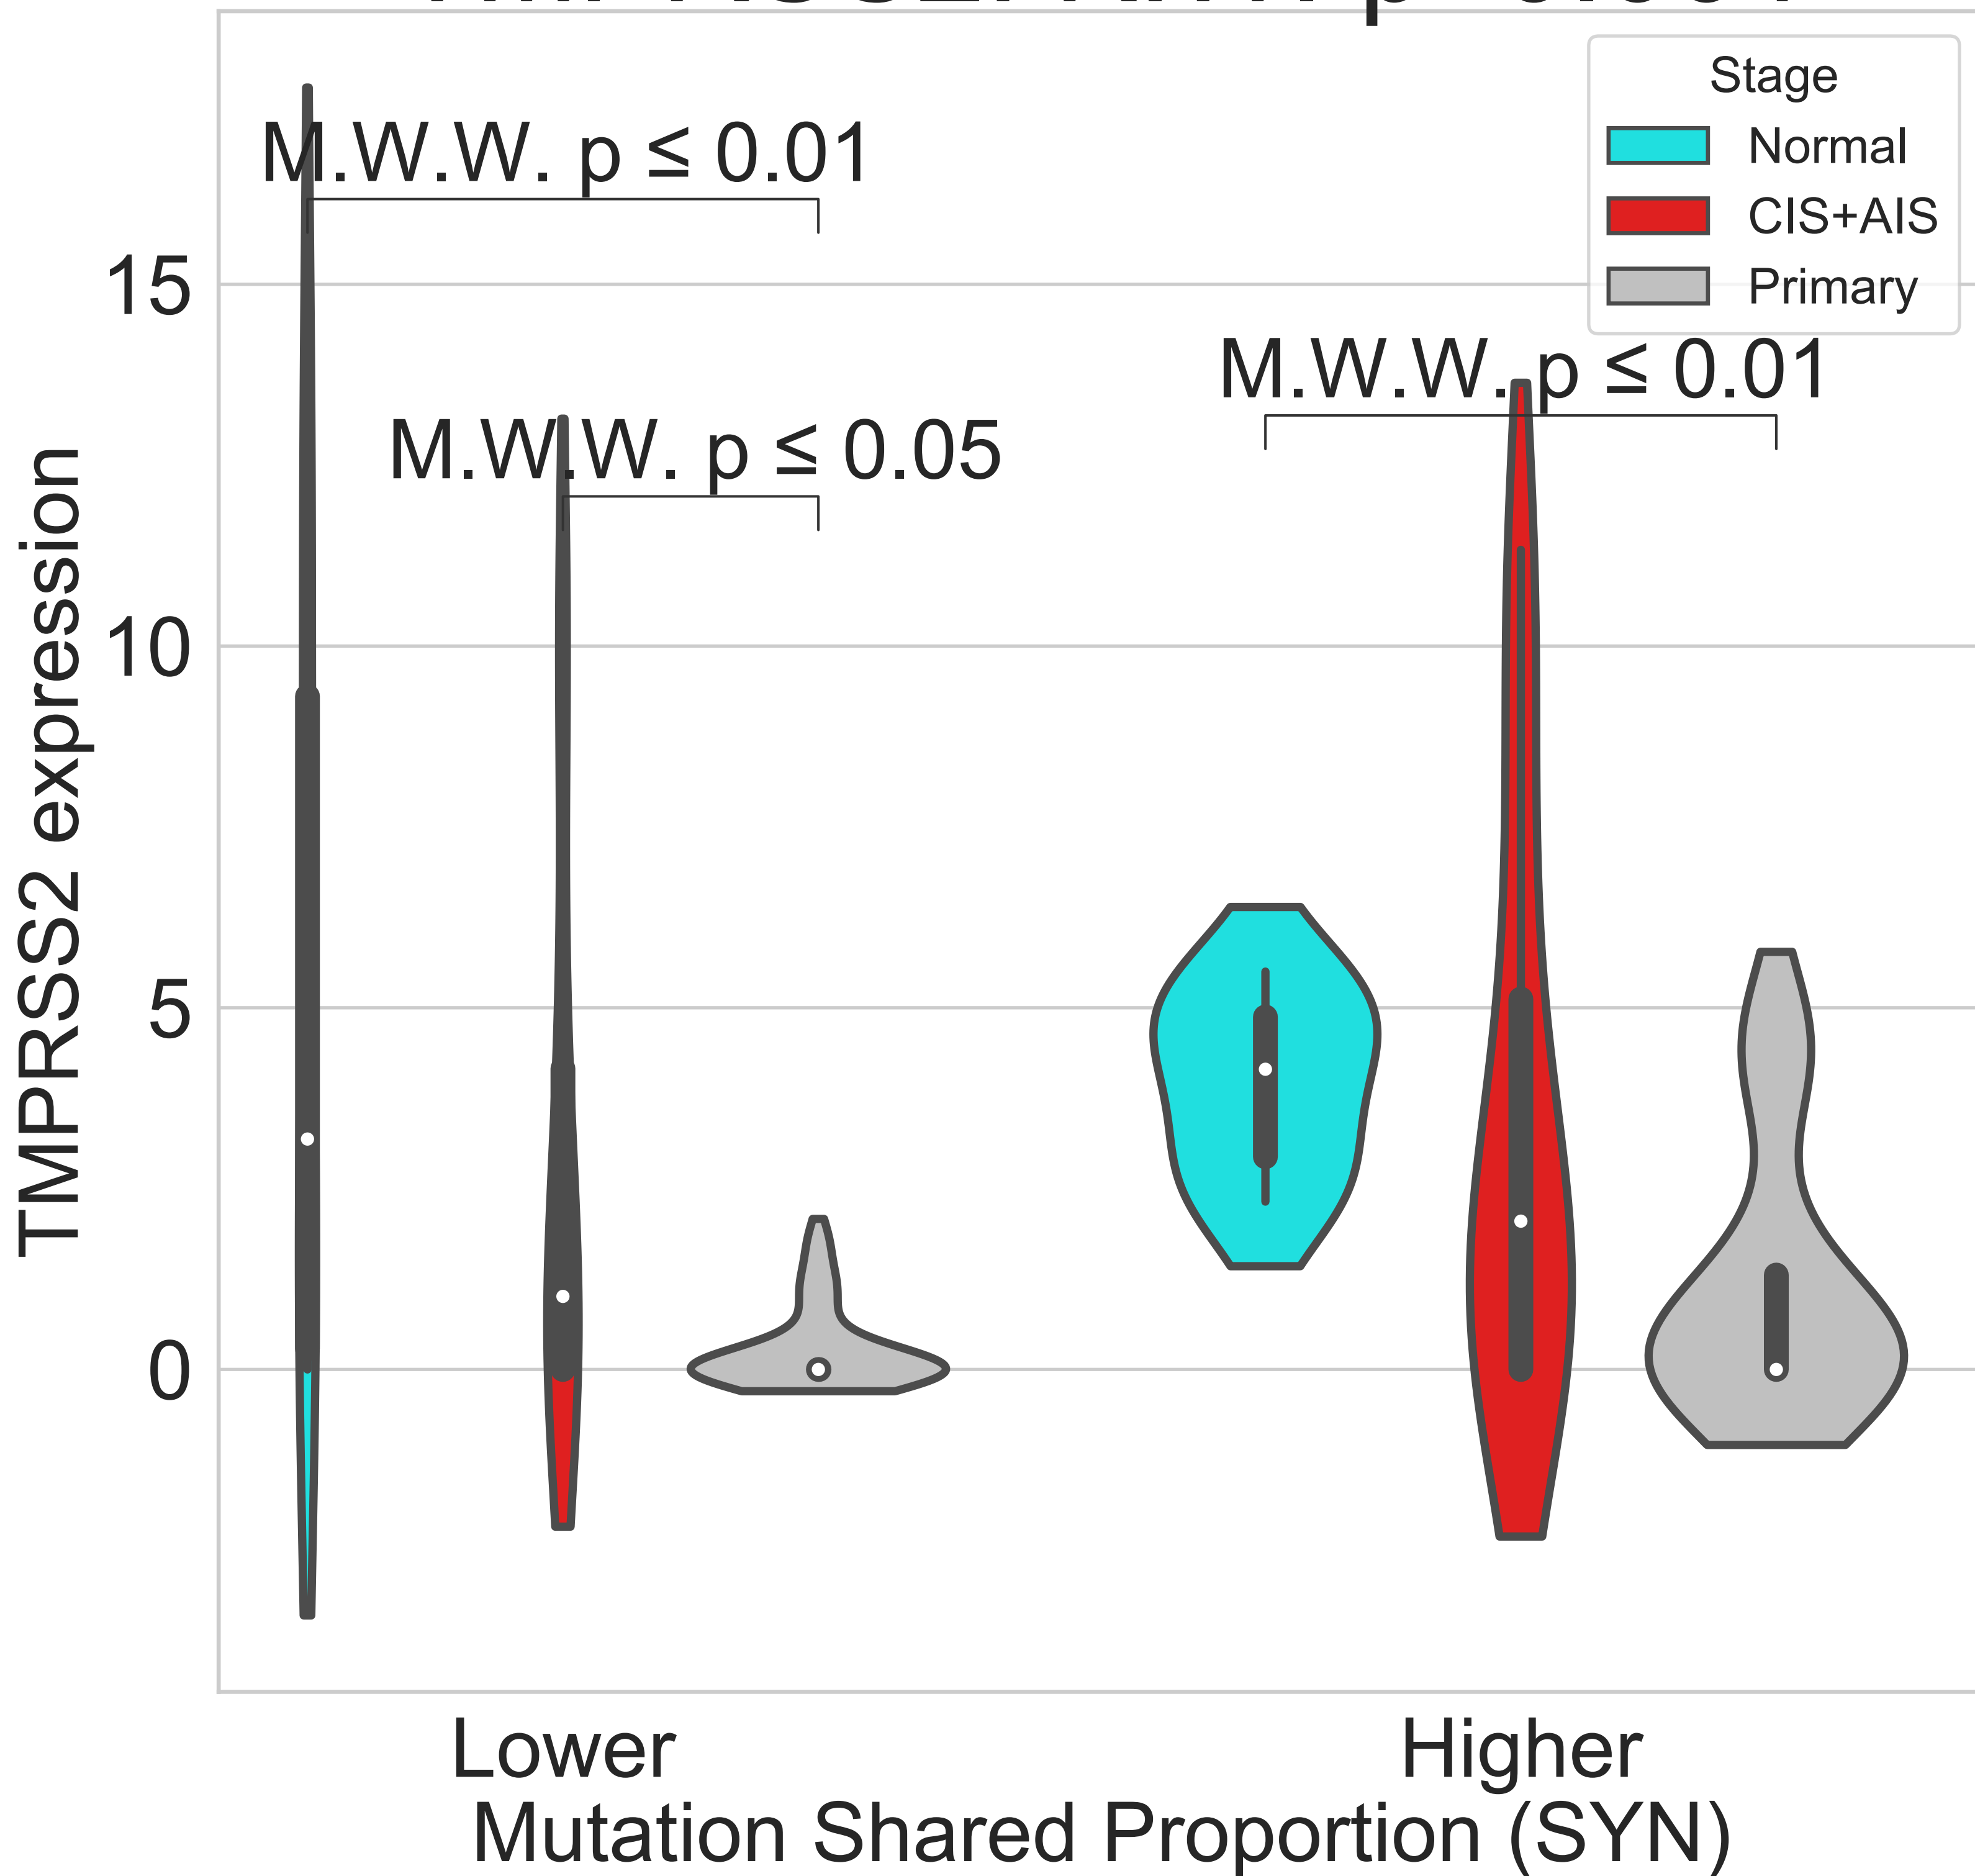 Stage
Normal
CIS+AIS
Primary
M.W.W. p ≤ 0.01
M.W.W. p ≤ 0.01
M.W.W. p ≤ 0.05
15
10
5
0
TMPRSS2 expression
Lower
Higher
Mutation Shared Proportion (SYN)